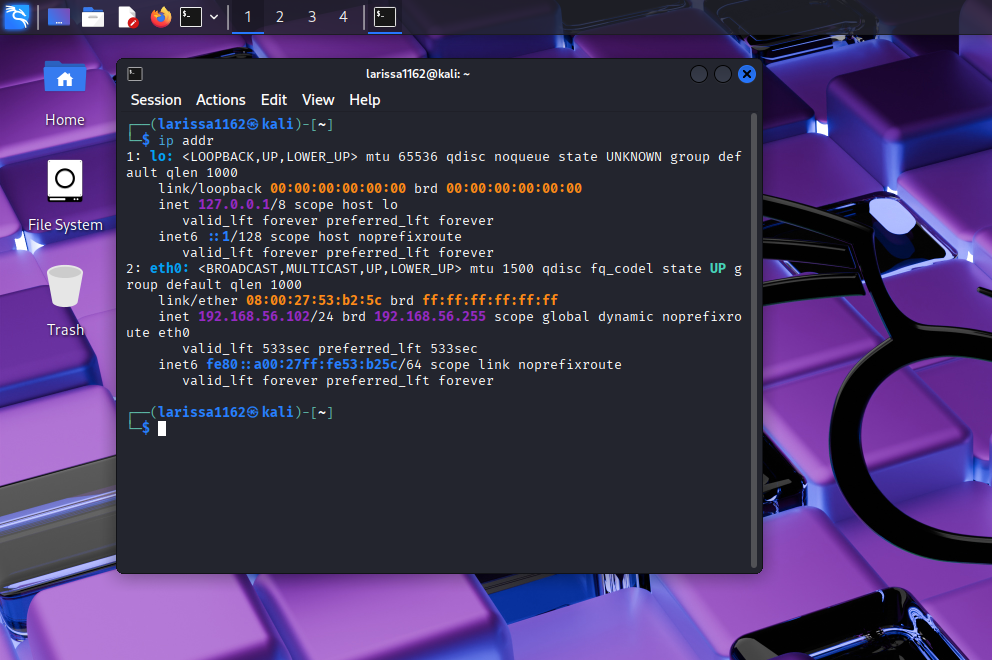 1 2 3 4
larissa1162@kali: ~
Session Actions Edit View Help
Home
File System
Trash
┌──(larissa1162㉿kali)-[~]
└─$ ip addr
1: lo: <LOOPBACK,UP,LOWER_UP> mtu 65536 qdisc noqueue state UNKNOWN group def
ault qlen 1000
    link/loopback 00:00:00:00:00:00 brd 00:00:00:00:00:00
    inet 127.0.0.1/8 scope host lo
       valid_lft forever preferred_lft forever
    inet6 ::1/128 scope host noprefixroute
       valid_lft forever preferred_lft forever
2: eth0: <BROADCAST,MULTICAST,UP,LOWER_UP> mtu 1500 qdisc fq_codel state UP g
roup default qlen 1000
    link/ether 08:00:27:53:b2:5c brd ff:ff:ff:ff:ff:ff
    inet 192.168.56.102/24 brd 192.168.56.255 scope global dynamic noprefixro
ute eth0
       valid_lft 533sec preferred_lft 533sec
    inet6 fe80::a00:27ff:fe53:b25c/64 scope link noprefixroute
       valid_lft forever preferred_lft forever
┌──(larissa1162㉿kali)-[~]
└─$